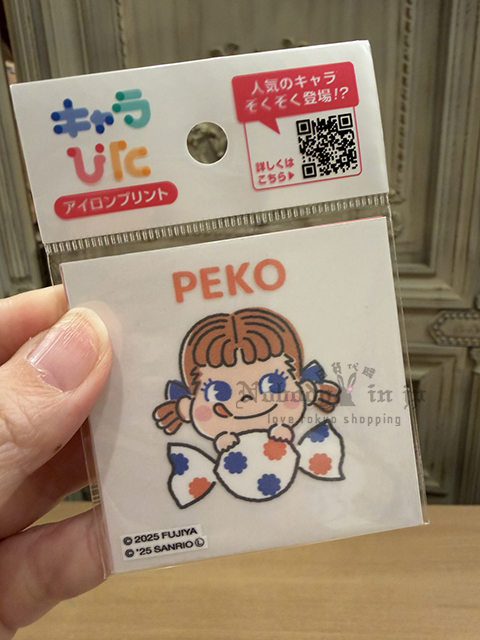 キャラ
ぴた
アイロンプリント
人気のキャラ
ぞくぞく登場!?
詳しくは
こちら▶
PEKO
in jp
love tokyo shopping
© 2025 FUJIYA
© '25 SANRIO Ⓛ